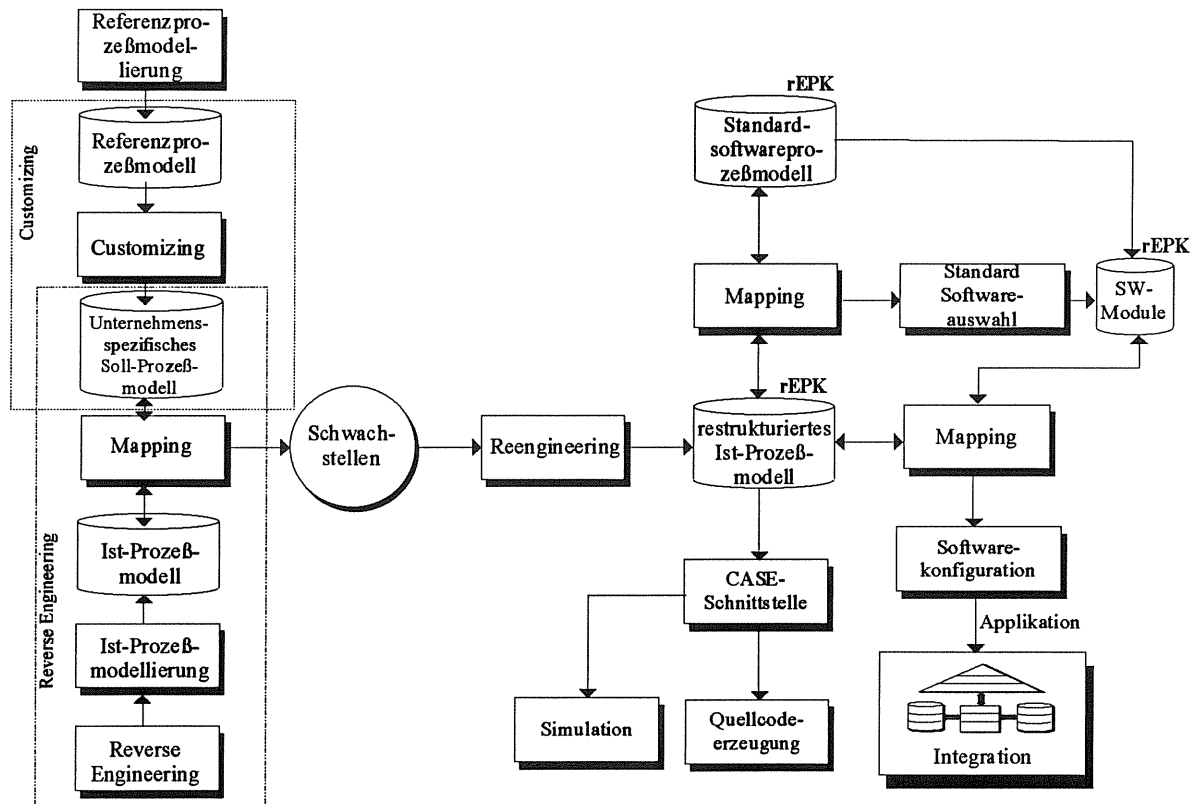 Referenzpro-
zeßmodel-
lierung
Customizing
Referenzpro-
zeßmodell
Customizing
Unternehmens-
spezifisches
Soll-Prozeß-
modell
Mapping
Reverse Engineering
Ist-Prozeß-
modell
Ist-Prozeß-
modellierung
Reverse
Engineering
Schwach-
stellen
Reengineering
rEPK
Standard-
softwarepro-
zeßmodell
Mapping
Standard
Software-
auswahl
rEPK
SW-
Module
rEPK
restrukturiertes
Ist-Prozeß-
modell
Mapping
CASE-
Schnittstelle
Simulation
Quellcode-
erzeugung
Software-
konfiguration
Applikation
Integration